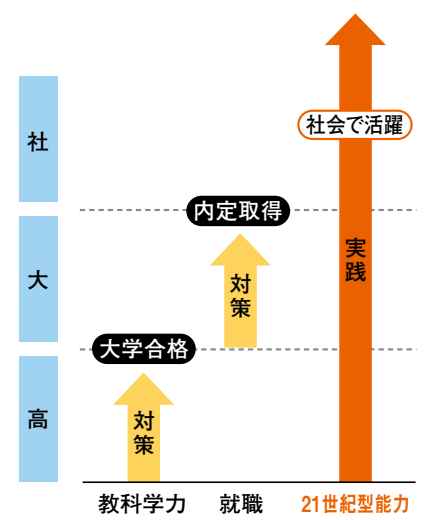 社会で活躍
社
内定取得
実践
大
対策
大学合格
高
対策
教科学力
就職
21世紀型能力